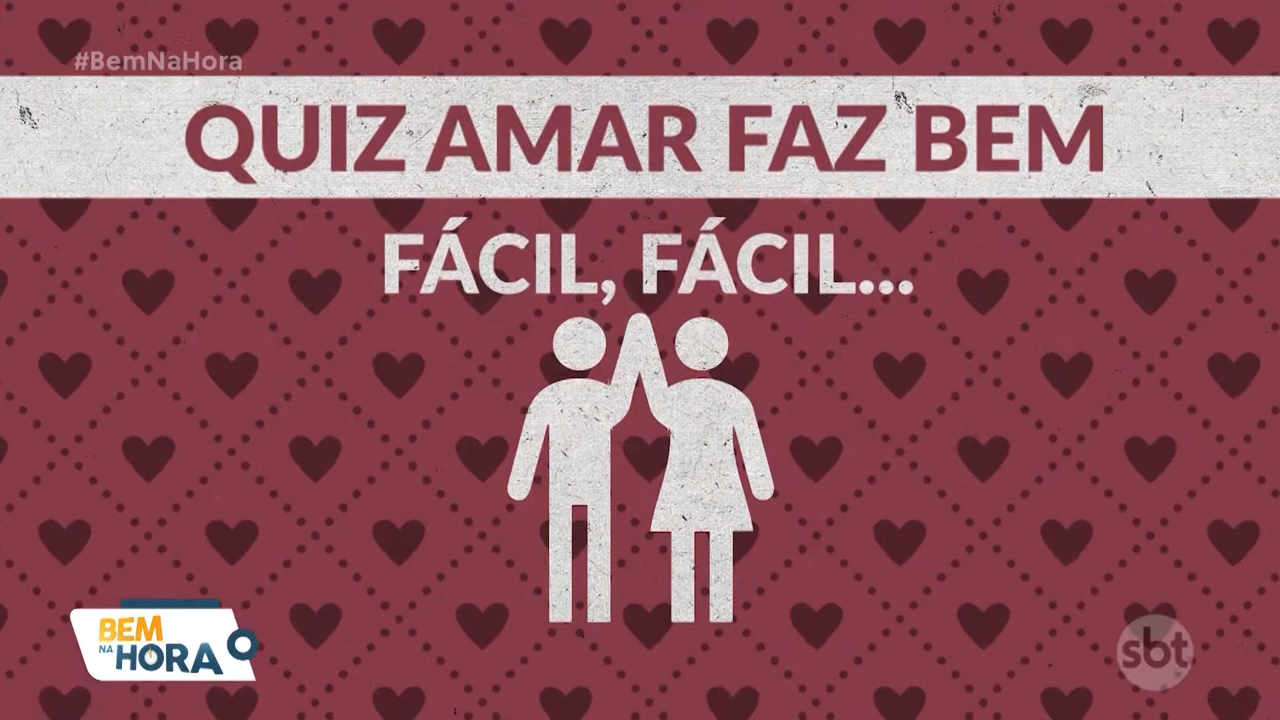 #BemNaHora
QUIZ AMAR FAZ BEM
FÁCIL, FÁCIL...
BEM
NA HORA
sbt